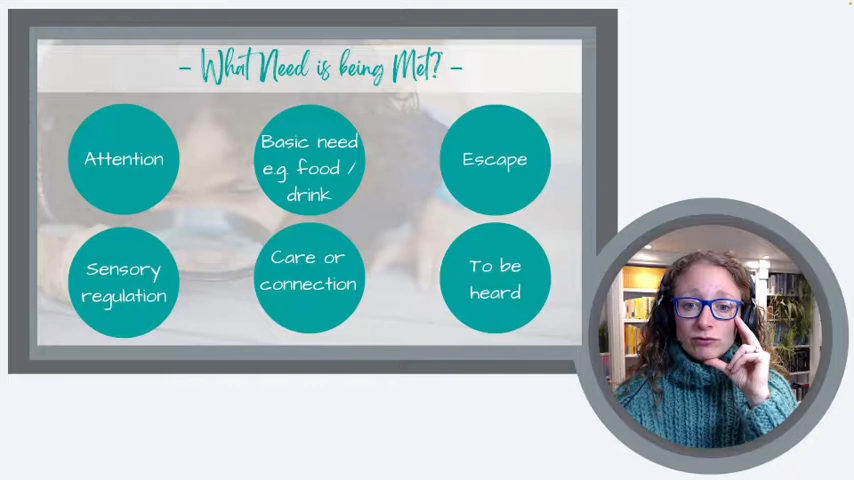 – What Need is being Met? –
Attention
Basic need
e.g. food /
drink
Escape
Sensory
regulation
Care or
connection
To be
heard